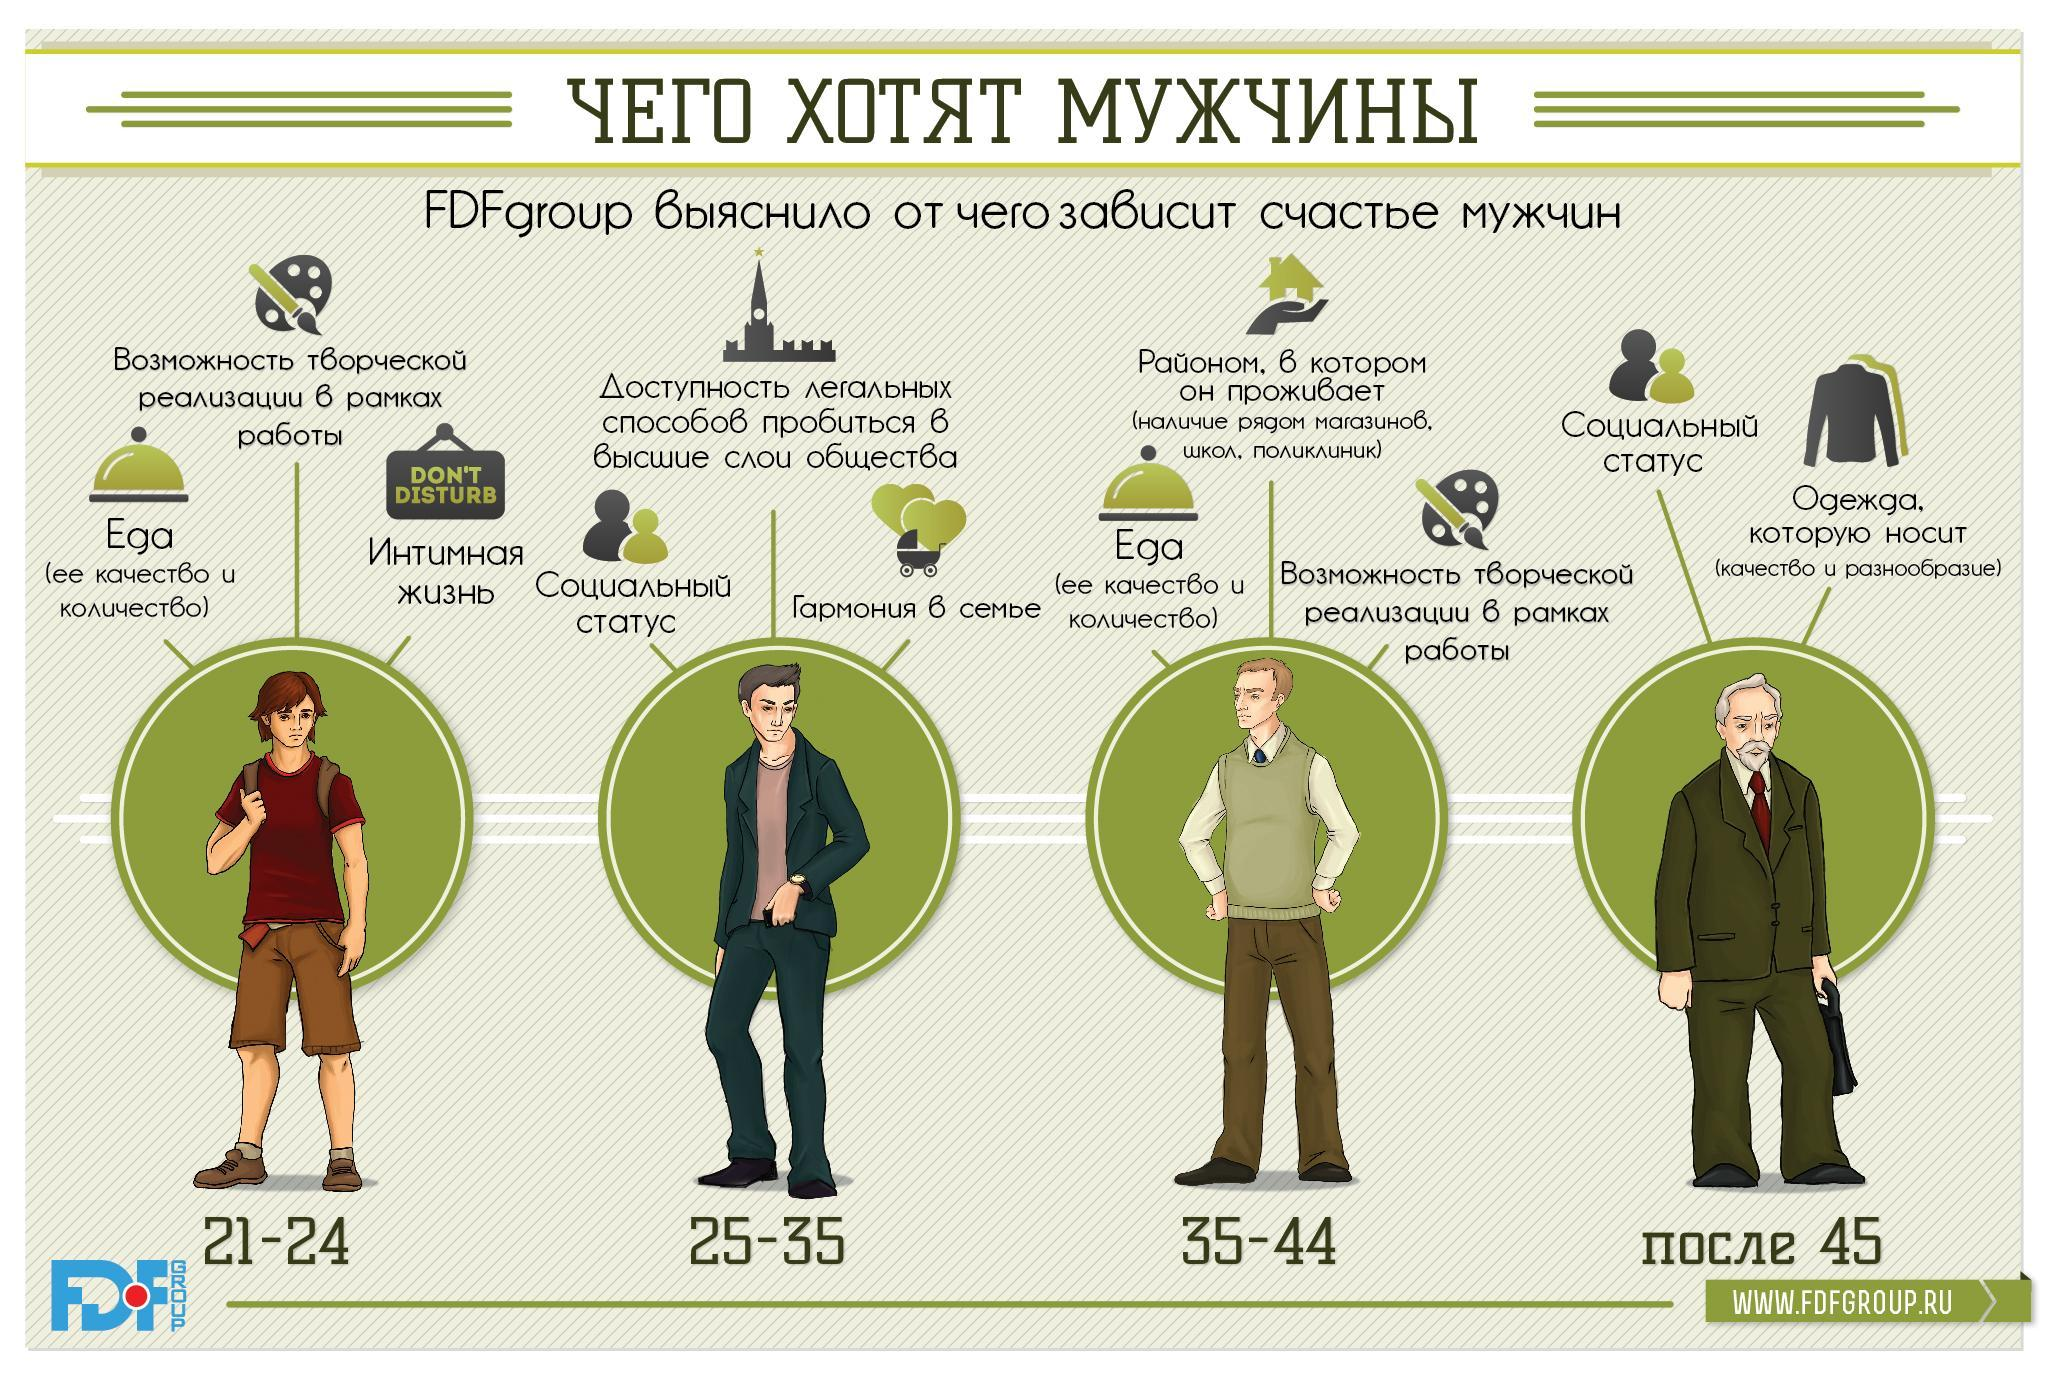 ЧЕГО ХОТЯТ МУЖЧИНЫ
FDFgroup выяснило от чего зависит счастье мужчин
Возможность творческой
реализации в рамках
работы
Еда
(ее качество и
количество)
DON'T
DISTURB
Интимная
жизнь
Доступность легальных
способов пробиться в
высшие слои общества
Социальный
статус
Гармония в семье
Районом, в котором
он проживает
(наличие рядом магазинов,
школ, поликлиник)
Еда
(ее качество и
количество)
Возможность творческой
реализации в рамках
работы
Социальный
статус
Одежда,
которую носит
(качество и разнообразие)
21-24
25-35
35-44
после 45
FDF GROUP
WWW.FDFGROUP.RU